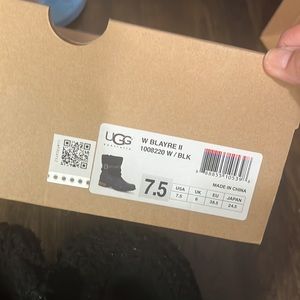 UGG
australia
W BLAYRE II
1008220 W / BLK
7.5
USA UK EU JAPAN
7.5 6 38.5 24.5
MADE IN CHINA